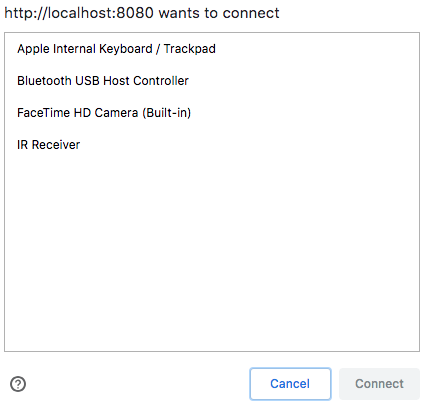 http://localhost:8080 wants to connect
Apple Internal Keyboard / Trackpad
Bluetooth USB Host Controller
FaceTime HD Camera (Built-in)
IR Receiver
?
Cancel
Connect